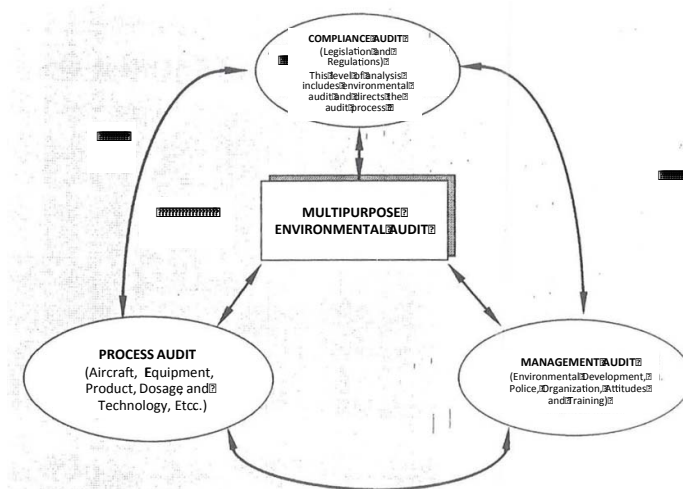 COMPLIANCE AUDIT
(Legislation and
Regulations)
This level of analysis
includes environmental
audit and directs the
audit process
MULTIPURPOSE
ENVIRONMENTAL AUDIT
PROCESS AUDIT
(Aircraft, Equipment,
Product, Dosage and
Technology, Etcc.)
MANAGEMENT AUDIT
(Environmental Development,
Police, Organization, Attitudes
and Training)